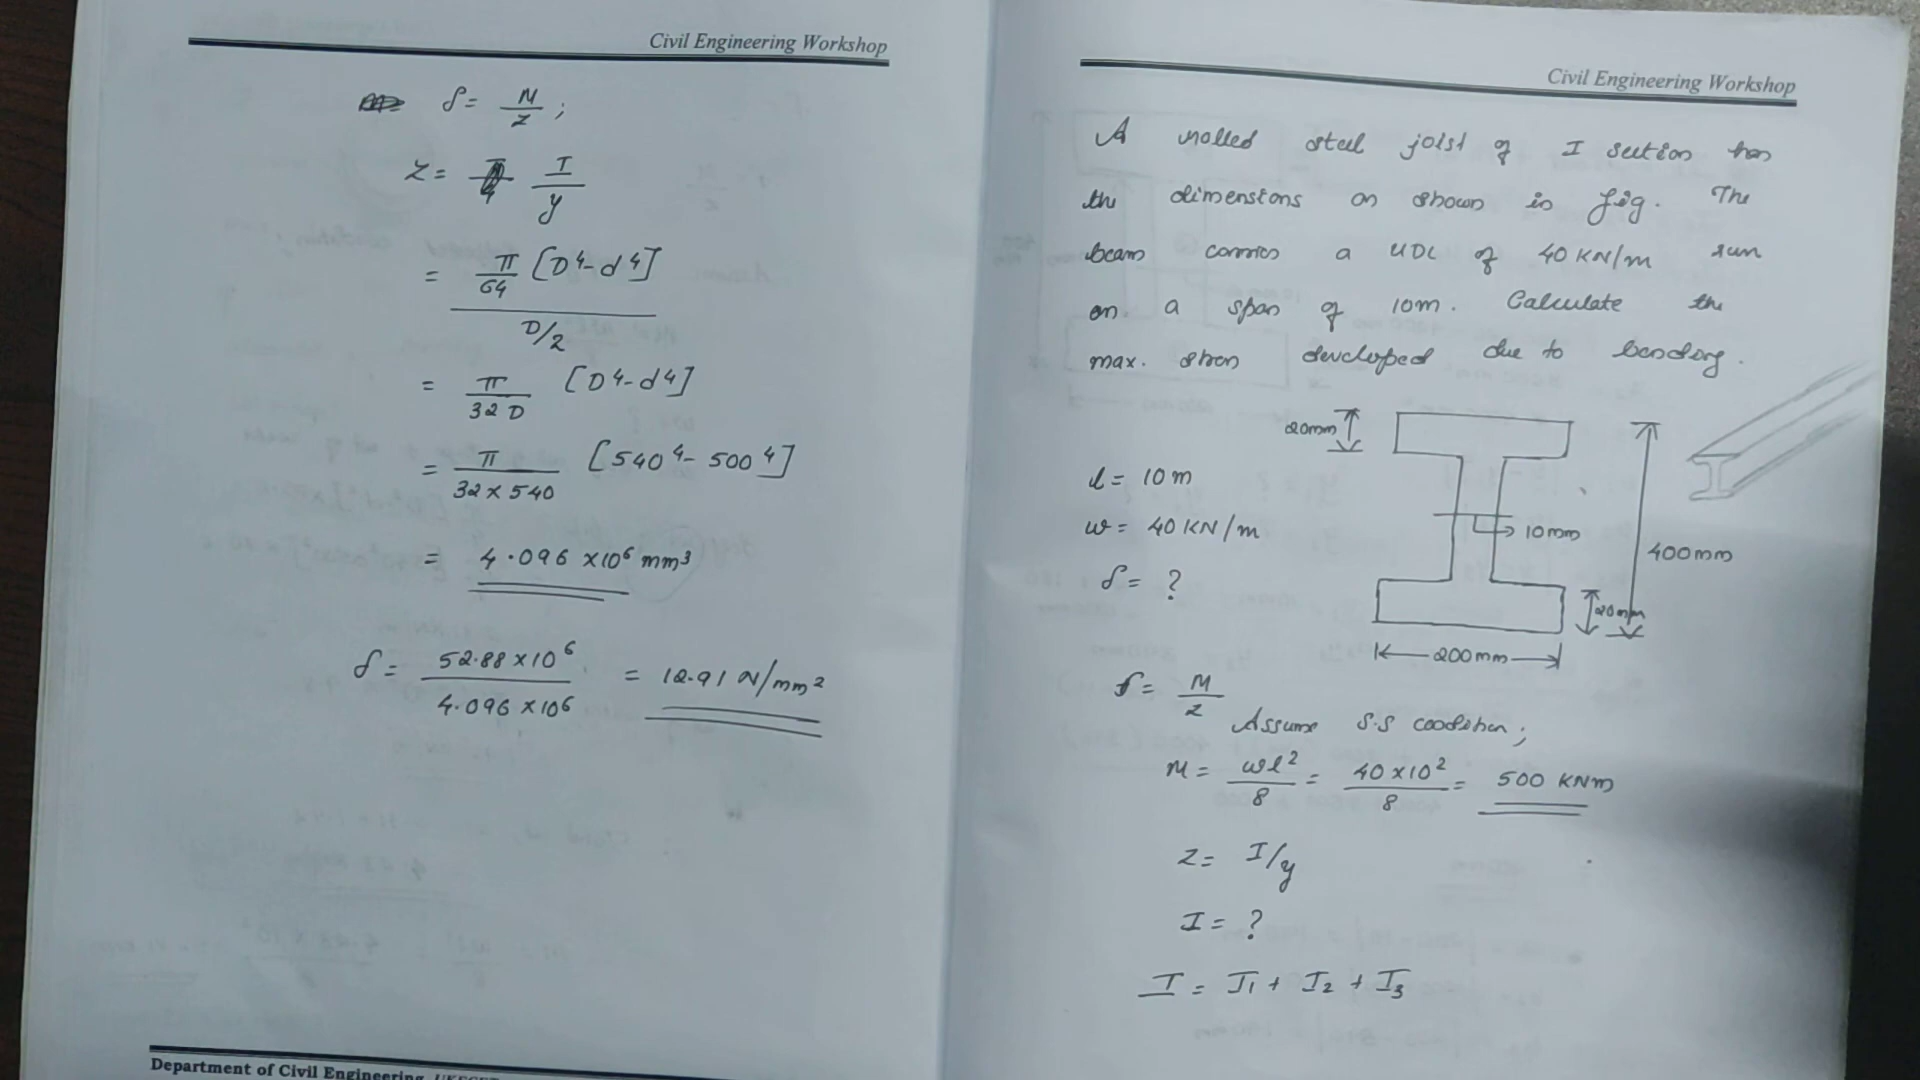 Civil Engineering Workshop
f = M/Z ;
Z = I/y
= π/64 [D⁴-d⁴]
D/2
= π/32 D [D⁴-d⁴]
= π/32 x 540 [540⁴- 500⁴]
= 4.096 x10⁶ mm³
f = 52.88 x 10⁶ / 4.096 x 10⁶ = 12.91 N/mm²
Department of Civil Engineering,
Civil Engineering Workshop
A rolled steel joist of I section has
the dimensions as shown in fig. The
beam carries a UDL of 40 KN/m run
on a span of 10m. Calculate the
max. stress developed due to bending.
20mm
l = 10 m
w = 40 KN/m
10mm
400mm
f = ?
20mm
200mm
f = M/Z
Assume S.S condition ;
M = wl²/8 = 40 x 10²/8 = 500 KNm
Z = I/y
I = ?
I = I₁ + I₂ + I₃